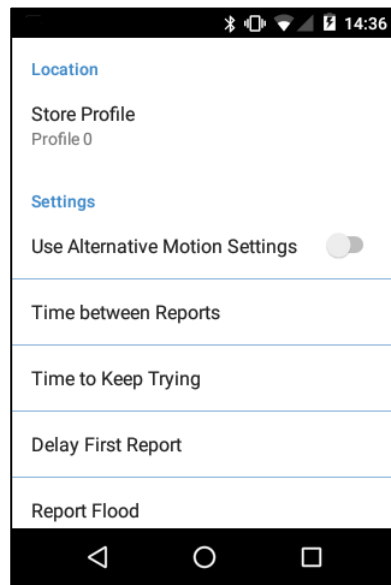 14:36
Location
Store Profile
Profile 0
Settings
Use Alternative Motion Settings
Time between Reports
Time to Keep Trying
Delay First Report
Report Flood